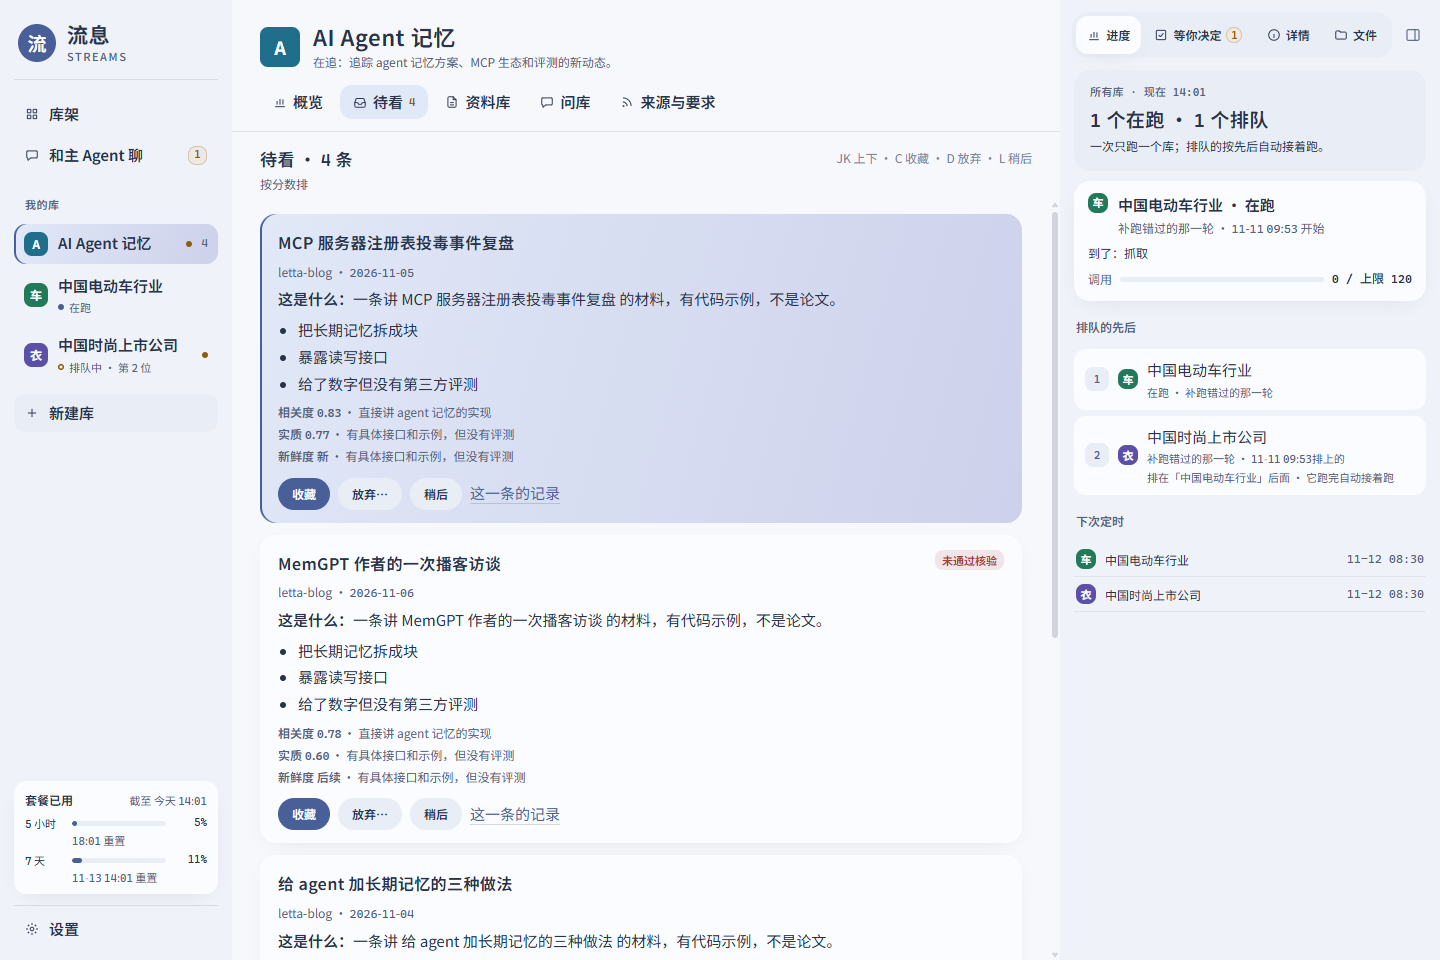 流 流息
STREAMS
库架
和主 Agent 聊 1
我的库
A AI Agent 记忆 4
车 中国电动车行业
在跑
衣 中国时尚上市公司
排队中 · 第 2 位
+ 新建库
套餐已用 截至 今天 14:01
5 小时 5%
18:01 重置
7 天 11%
11-13 14:01 重置
设置
A AI Agent 记忆
在追：追踪 agent 记忆方案、MCP 生态和评测的新动态。
概览 待看 4 资料库 问库 来源与要求
待看 · 4 条
JK 上下 · C 收藏 · D 放弃 · L 稍后
按分数排
MCP 服务器注册表投毒事件复盘
letta-blog · 2026-11-05
这是什么：一条讲 MCP 服务器注册表投毒事件复盘 的材料，有代码示例，不是论文。
• 把长期记忆拆成块
• 暴露读写接口
• 给了数字但没有第三方评测
相关度 0.83 · 直接讲 agent 记忆的实现
实质 0.77 · 有具体接口和示例，但没有评测
新鲜度 新 · 有具体接口和示例，但没有评测
收藏 放弃… 稍后 这一条的记录
MemGPT 作者的一次播客访谈 未通过核验
letta-blog · 2026-11-06
这是什么：一条讲 MemGPT 作者的一次播客访谈 的材料，有代码示例，不是论文。
• 把长期记忆拆成块
• 暴露读写接口
• 给了数字但没有第三方评测
相关度 0.78 · 直接讲 agent 记忆的实现
实质 0.60 · 有具体接口和示例，但没有评测
新鲜度 后续 · 有具体接口和示例，但没有评测
收藏 放弃… 稍后 这一条的记录
给 agent 加长期记忆的三种做法
letta-blog · 2026-11-04
这是什么：一条讲 给 agent 加长期记忆的三种做法 的材料，有代码示例，不是论文。
进度 等你决定 1 详情 文件
所有库 · 现在 14:01
1 个在跑 · 1 个排队
一次只跑一个库；排队的按先后自动接着跑。
车 中国电动车行业 · 在跑
补跑错过的那一轮 · 11-11 09:53 开始
到了：抓取
调用 0 / 上限 120
排队的先后
1 车 中国电动车行业
在跑 · 补跑错过的那一轮
2 衣 中国时尚上市公司
补跑错过的那一轮 · 11-11 09:53排上的
排在「中国电动车行业」后面 · 它跑完自动接着跑
下次定时
车 中国电动车行业 11-12 08:30
衣 中国时尚上市公司 11-12 08:30